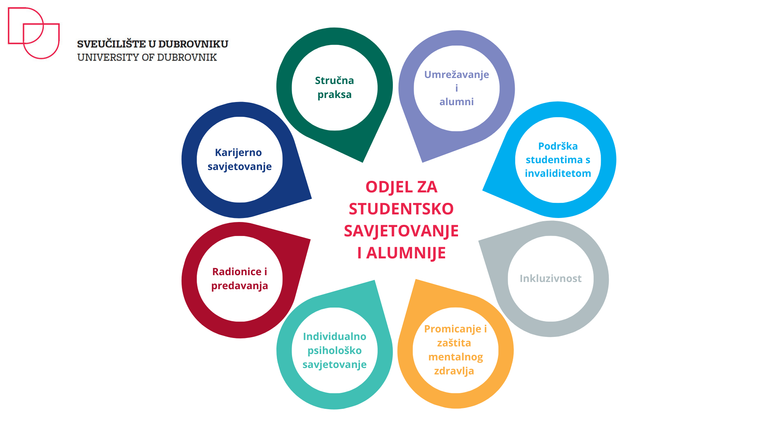 SVEUČILIŠTE U DUBROVNIKU
UNIVERSITY OF DUBROVNIK
Stručna
praksa
Umrežavanje
i
alumni
Karijerno
savjetovanje
Podrška
studentima s
invaliditetom
ODJEL ZA
STUDENTSKO
SAVJETOVANJE
I ALUMNIJE
Radionice i
predavanja
Inkluzivnost
Individualno
psihološko
savjetovanje
Promicanje i
zaštita
mentalnog
zdravlja